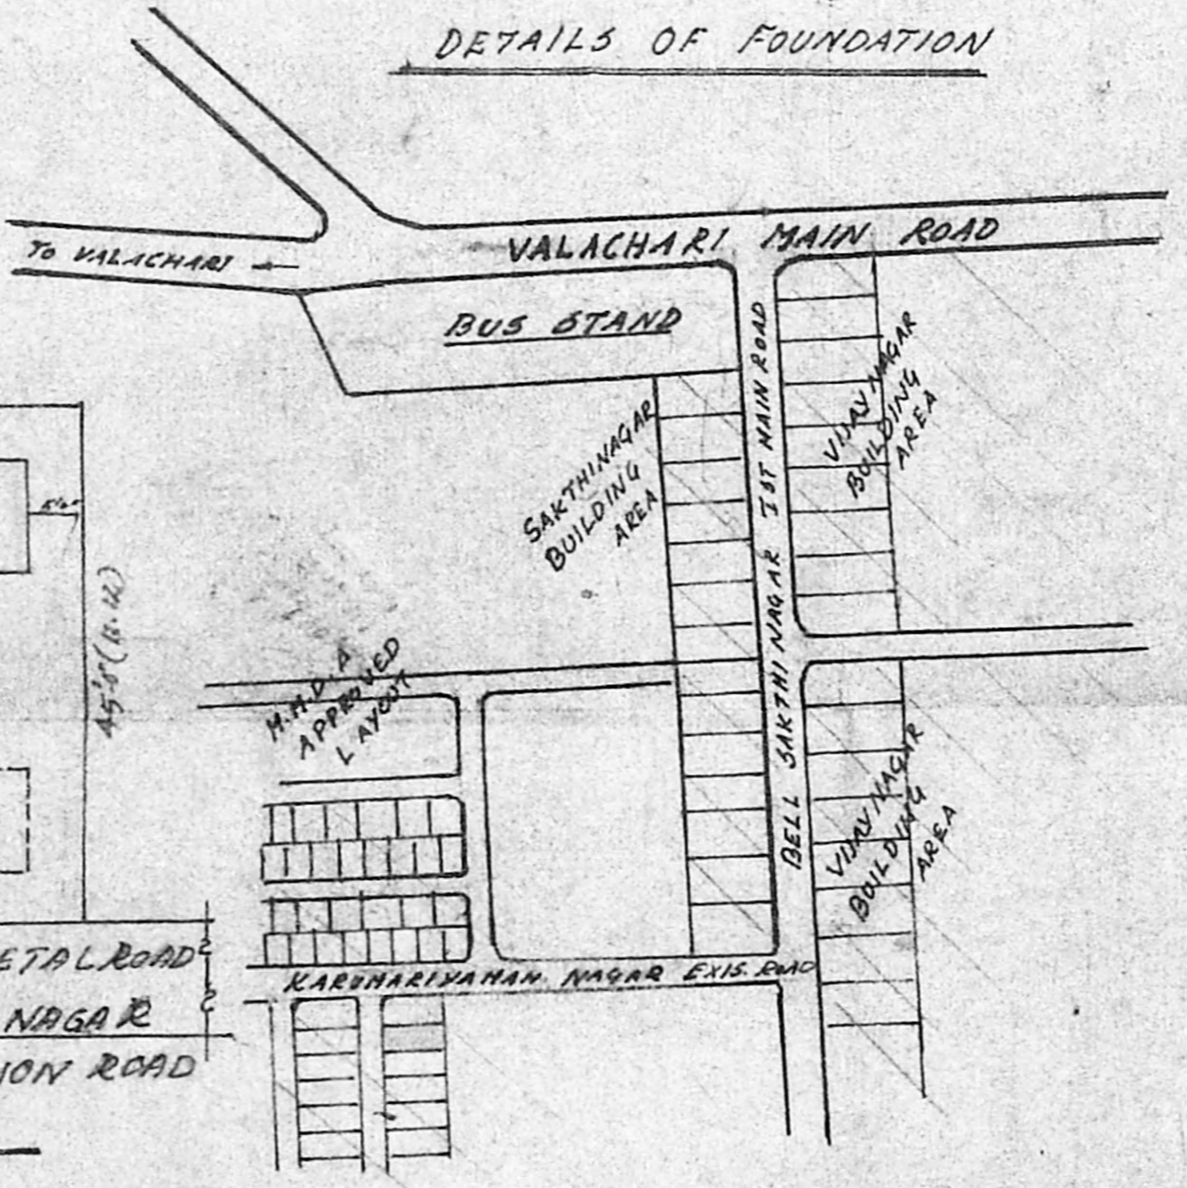 DETAILS OF FOUNDATION
VALACHARI MAIN ROAD
TO VALACHARI
BUS STAND
SAKTHINAGAR
BUILDING
AREA
BELL SAKTHI NAGAR IST MAIN ROAD
VIJAY NAGAR
BUILDING
AREA
M.M.D.A
APPROVED
LAYOUT
VIJAY NAGAR
BUILDING
AREA
ETAL ROAD
KARUMARIYAMAN NAGAR EXIS. ROAD
NAGAR
ION ROAD